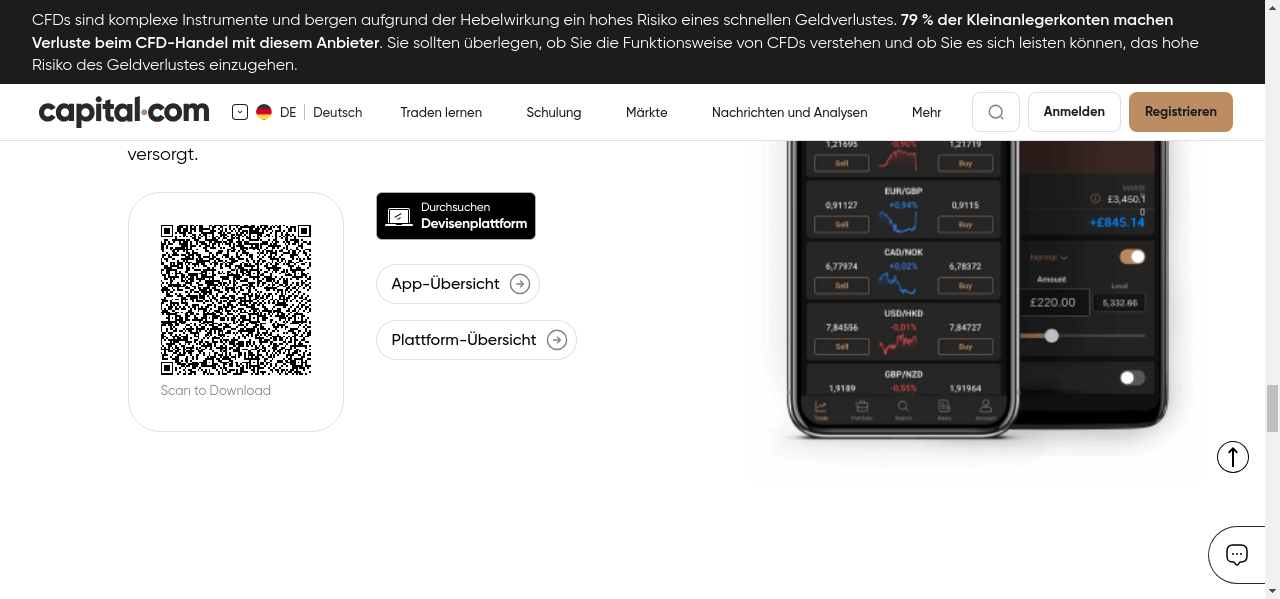 CFDs sind komplexe Instrumente und bergen aufgrund der Hebelwirkung ein hohes Risiko eines schnellen Geldverlustes. 79 % der Kleinanlegerkonten machen
Verluste beim CFD-Handel mit diesem Anbieter. Sie sollten überlegen, ob Sie die Funktionsweise von CFDs verstehen und ob Sie es sich leisten können, das hohe
Risiko des Geldverlustes einzugehen.
capital.com
DE Deutsch
Traden lernen
Schulung
Märkte
Nachrichten und Analysen
Mehr
Anmelden
Registrieren
versorgt.
Scan to Download
Durchsuchen
Devisenplattform
App-Übersicht
Plattform-Übersicht
1,21695 -0,90% 1,21719
Sell Buy
EUR/GBP
0,91127 +0,94% 0,9115
Sell Buy
CAD/NOK
6,77974 +0,02% 6,78372
Sell Buy
USD/HKD
7,84556 -0,01% 7,84727
Sell Buy
GBP/NZD
1,9189 -0,55% 1,91964
Trade Portfolio Search News Account
£3,450.1
0
+£845.14
Normal
Amount Level
£220.00 5,332.66